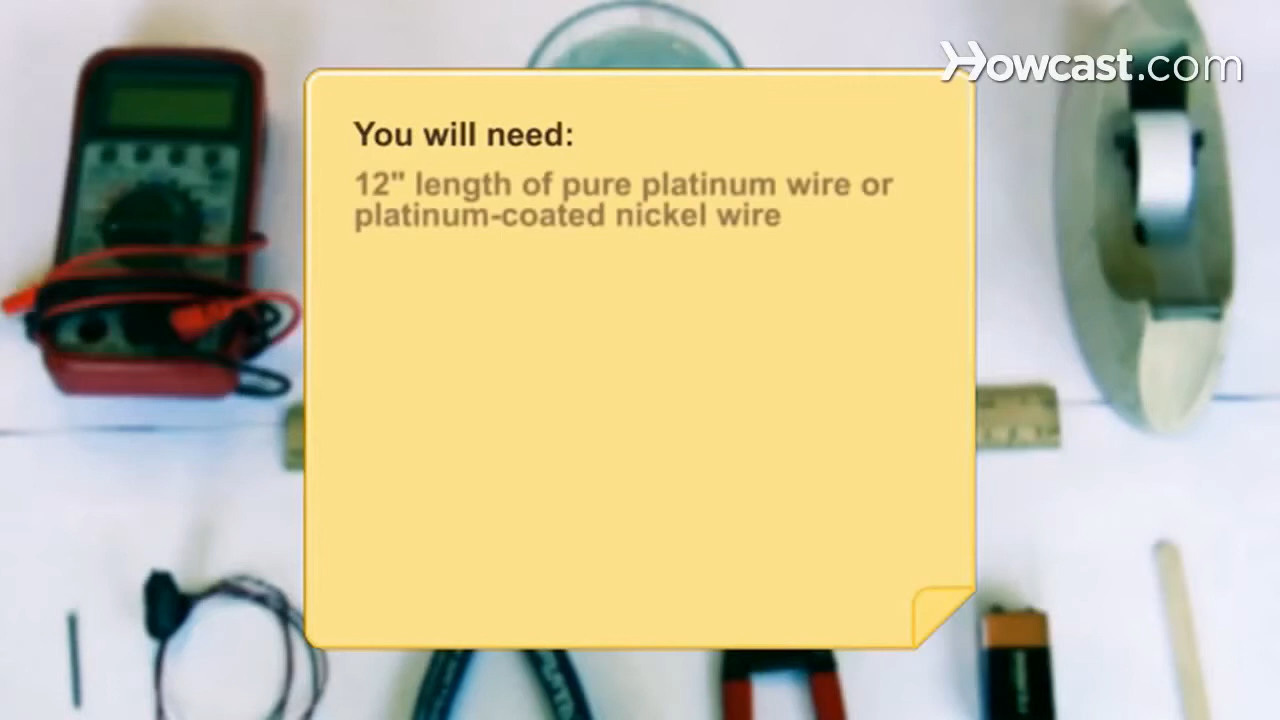 Howcast.com
You will need:
12" length of pure platinum wire or
platinum-coated nickel wire